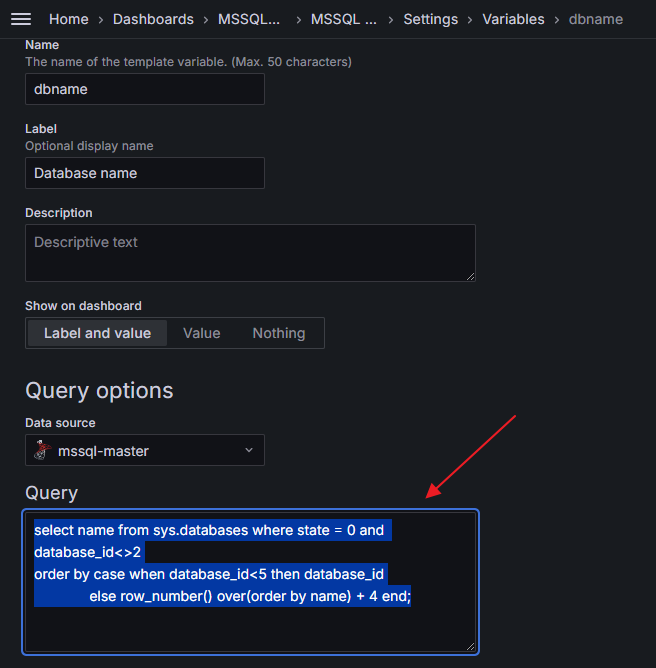 Home > Dashboards > MSSQL... > MSSQL ... > Settings > Variables > dbname
Name
The name of the template variable. (Max. 50 characters)
dbname
Label
Optional display name
Database name
Description
Descriptive text
Show on dashboard
Label and value Value Nothing
Query options
Data source
mssql-master
Query
select name from sys.databases where state = 0 and
database_id<>2
order by case when database_id<5 then database_id
else row_number() over(order by name) + 4 end;